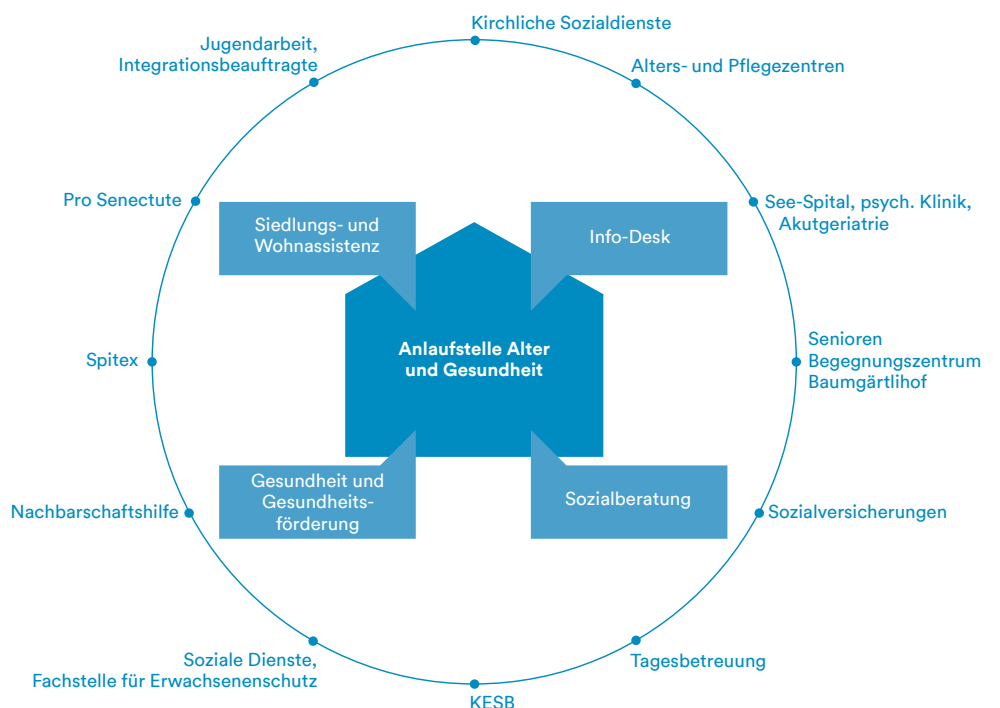 Kirchliche Sozialdienste
Jugendarbeit,
Integrationsbeauftragte
Alters- und Pflegezentren
Pro Senectute
See-Spital, psych. Klinik,
Akutgeriatrie
Siedlungs- und
Wohnassistenz
Info-Desk
Anlaufstelle Alter
und Gesundheit
Spitex
Senioren
Begegnungszentrum
Baumgärtlihof
Gesundheit und
Gesundheits-
förderung
Sozialberatung
Nachbarschaftshilfe
Sozialversicherungen
Soziale Dienste,
Fachstelle für Erwachsenenschutz
Tagesbetreuung
KESB